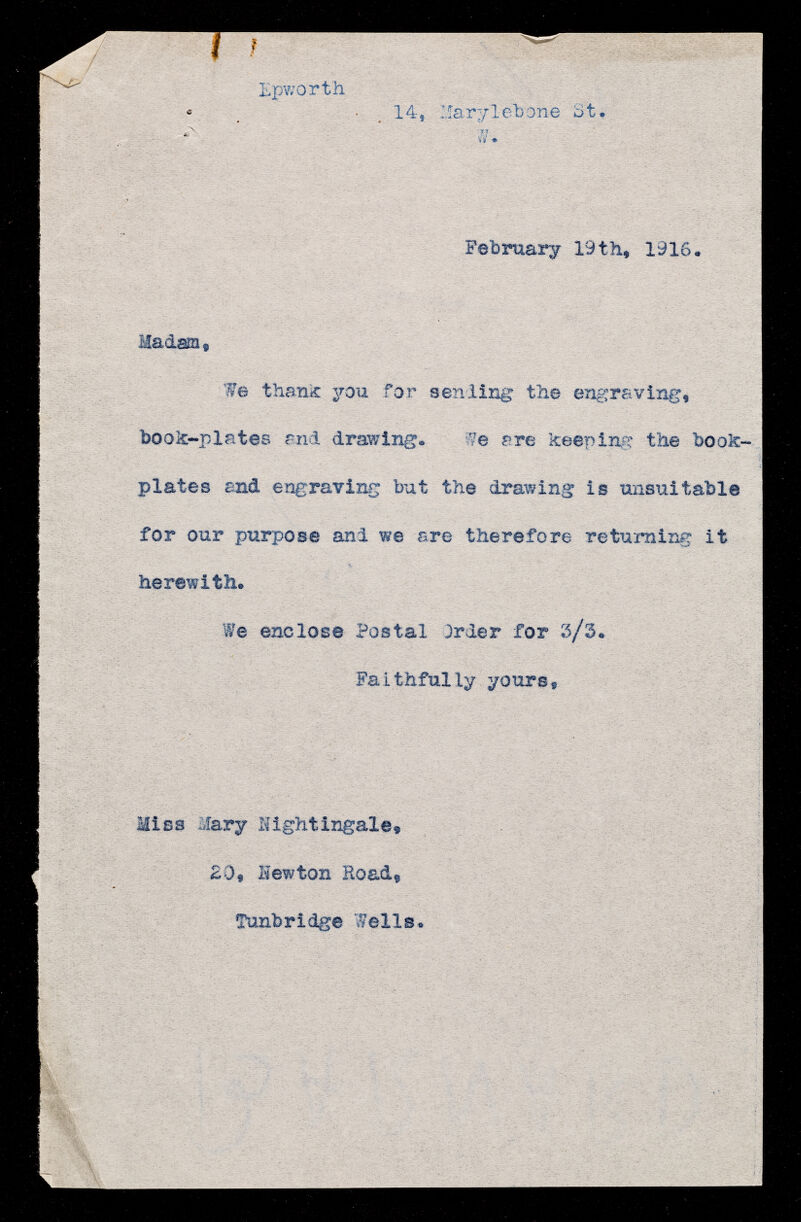 Epworth
14, Marylebone St.
W.
February 19th, 1916.
Madam,
We thank you for sending the engraving,
book-plates and drawing. We are keeping the book-
plates and engraving but the drawing is unsuitable
for our purpose and we are therefore returning it
herewith.
We enclose Postal Order for 3/3.
Faithfully yours,
Miss Mary Nightingale,
20, Newton Road,
Tunbridge Wells.